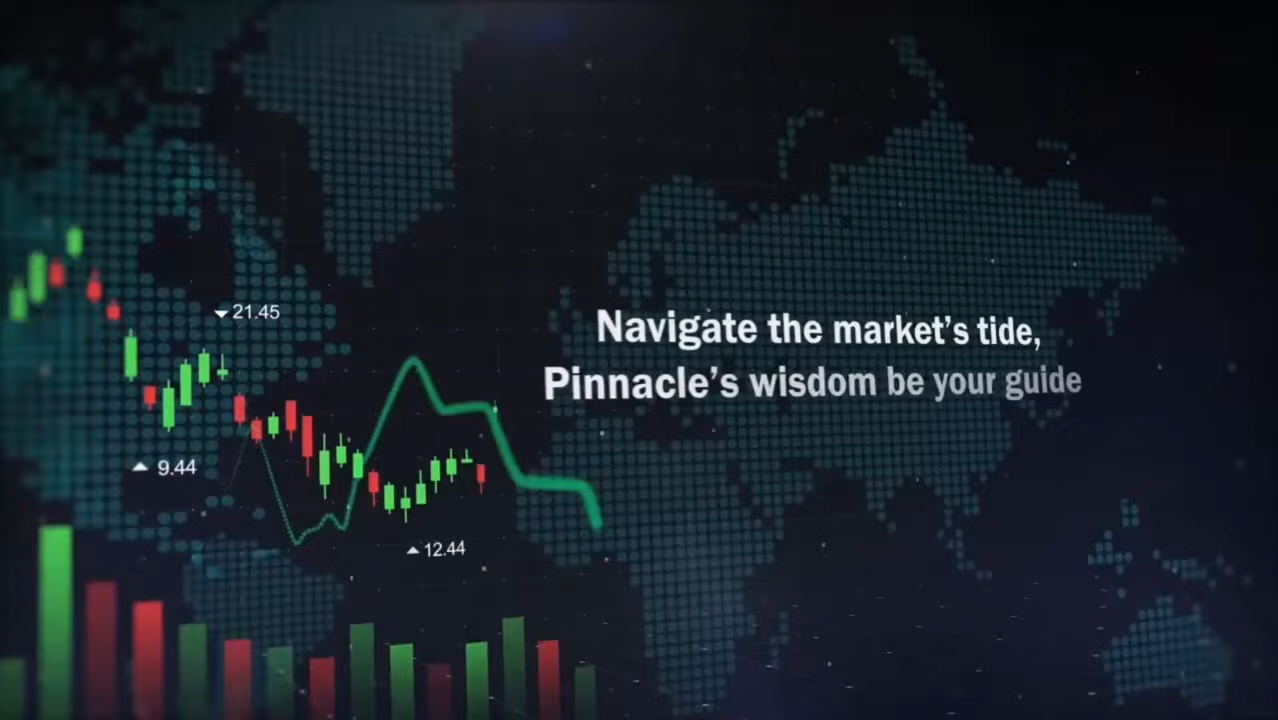 ▼21.45
Navigate the market's tide,
Pinnacle's wisdom be your guide
▲ 9.44
▲12.44